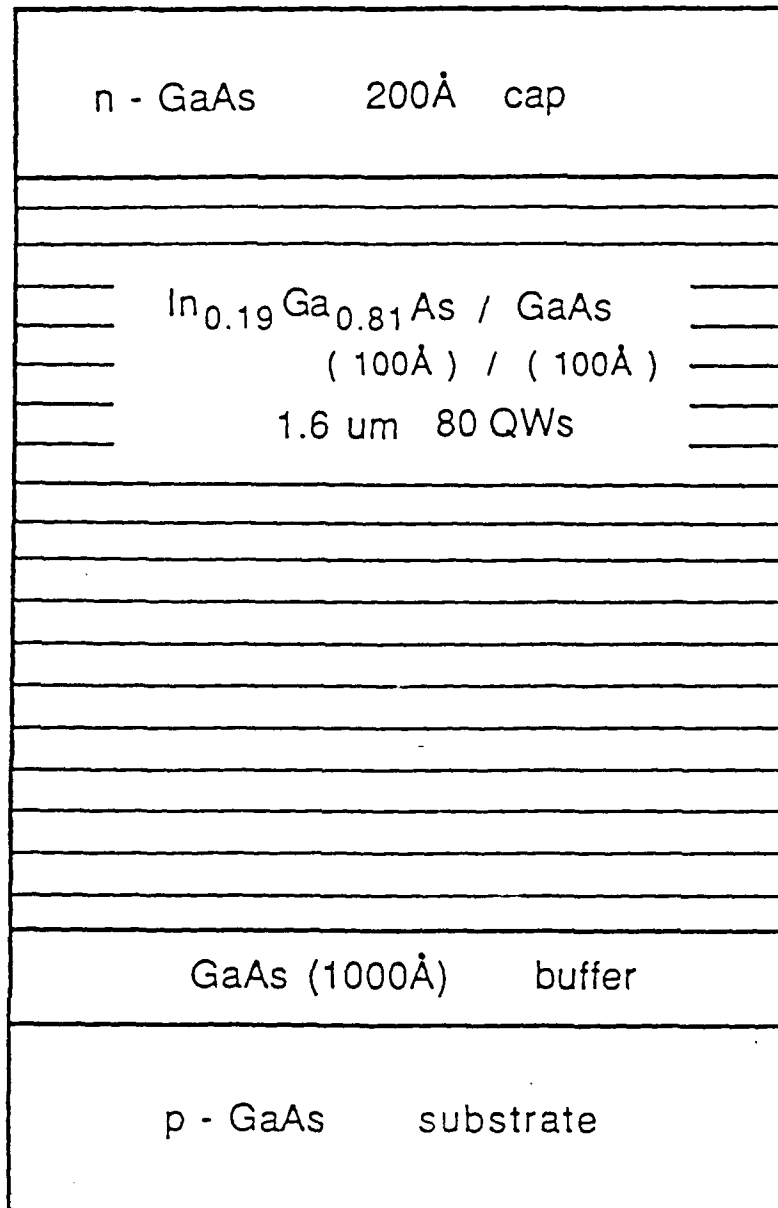 n - GaAs 200Å cap
In0.19Ga0.81As / GaAs
( 100Å ) / ( 100Å )
1.6 um 80 QWs
GaAs (1000Å) buffer
p - GaAs substrate